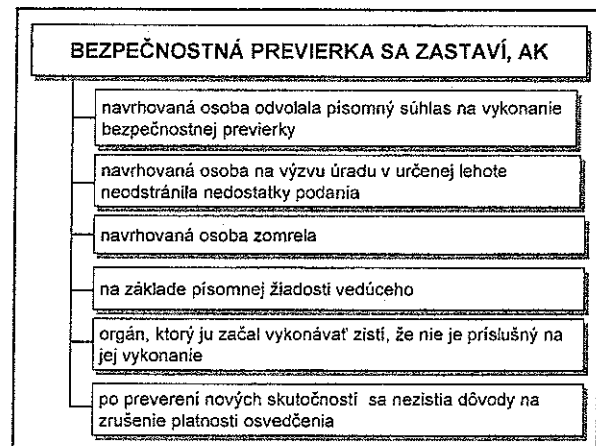 BEZPEČNOSTNÁ PREVIERKA SA ZASTAVÍ, AK
navrhovaná osoba odvolala písomný súhlas na vykonanie
bezpečnostnej previerky
navrhovaná osoba na výzvu úradu v určenej lehote
neodstránila nedostatky podania
navrhovaná osoba zomrela
na základe písomnej žiadosti vedúceho
orgán, ktorý ju začal vykonávať zistí, že nie je príslušný na
jej vykonanie
po preverení nových skutočností sa nezistia dôvody na
zrušenie platnosti osvedčenia